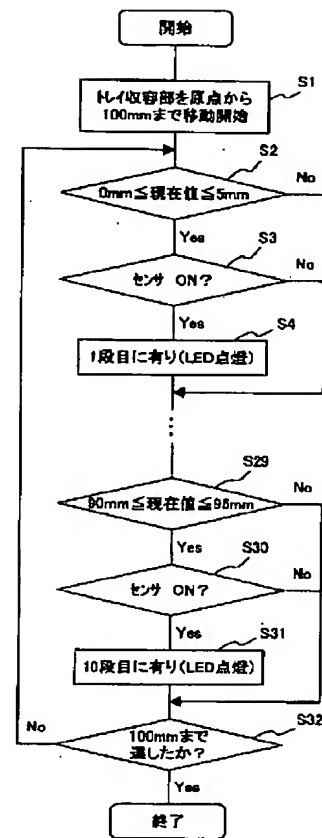 開始
S1
トレイ収容部を原点から
100mmまで移動開始
S2
0mm≦現在値≦5mm
No
Yes
S3
センサ ON?
No
Yes
S4
1段目に有り(LED点燈)
S29
90mm≦現在値≦95mm
No
Yes
S30
センサ ON?
No
Yes
S31
10段目に有り(LED点燈)
S32
100mmまで
達したか?
No
Yes
終了